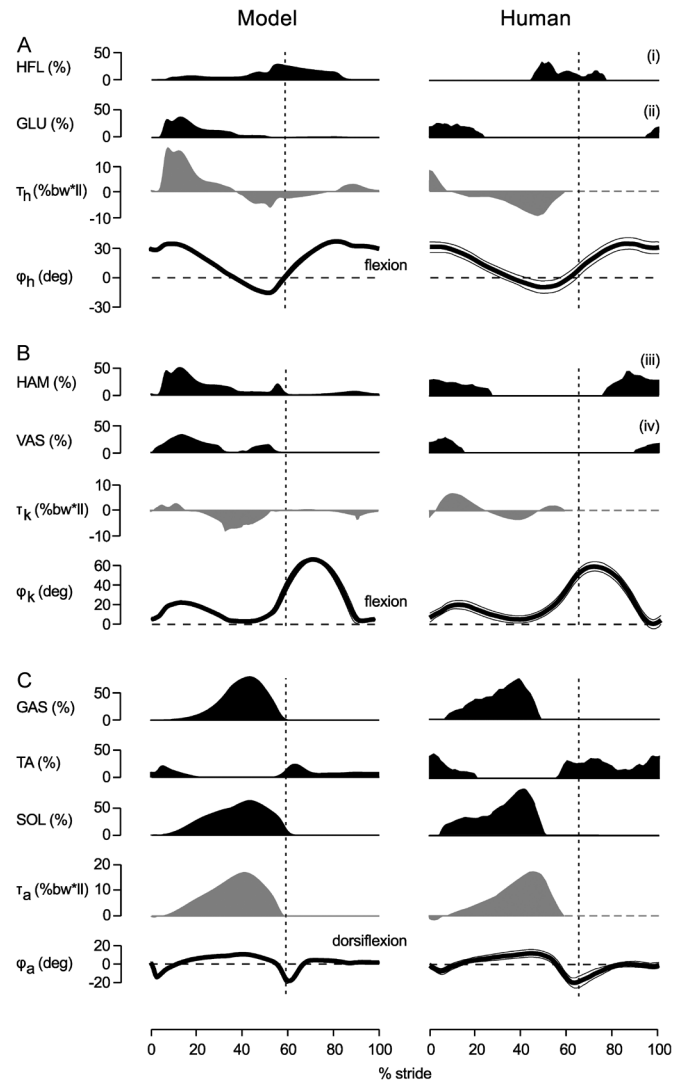 Model Human
A
HFL (%) 50 0 (i)
GLU (%) 50 0 (ii)
τh (%bw*ll) 10 0 -10
φh (deg) 30 0 -30 flexion
B
HAM (%) 50 0 (iii)
VAS (%) 50 0 (iv)
τk (%bw*ll) 10 0 -10
φk (deg) 60 40 20 0 flexion
C
GAS (%) 50 0
TA (%) 50 0
SOL (%) 50 0
τa (%bw*ll) 20 10 0
dorsiflexion
φa (deg) 20 0 -20
0 20 40 60 80 100 0 20 40 60 80 100
% stride